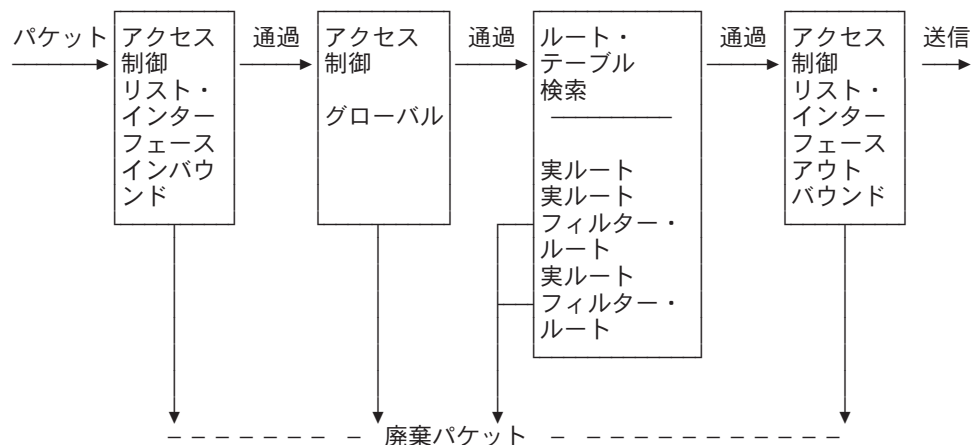 パケット
アクセス
制御
リスト・
インター
フェース
インバウ
ンド
通過
アクセス
制御
グローバル
通過
ルート・
テーブル
検索
実ルート
実ルート
フィルター・
ルート
実ルート
フィルター・
ルート
通過
アクセス
制御
リスト・
インター
フェース
アウト
バウンド
送信
廃棄パケット